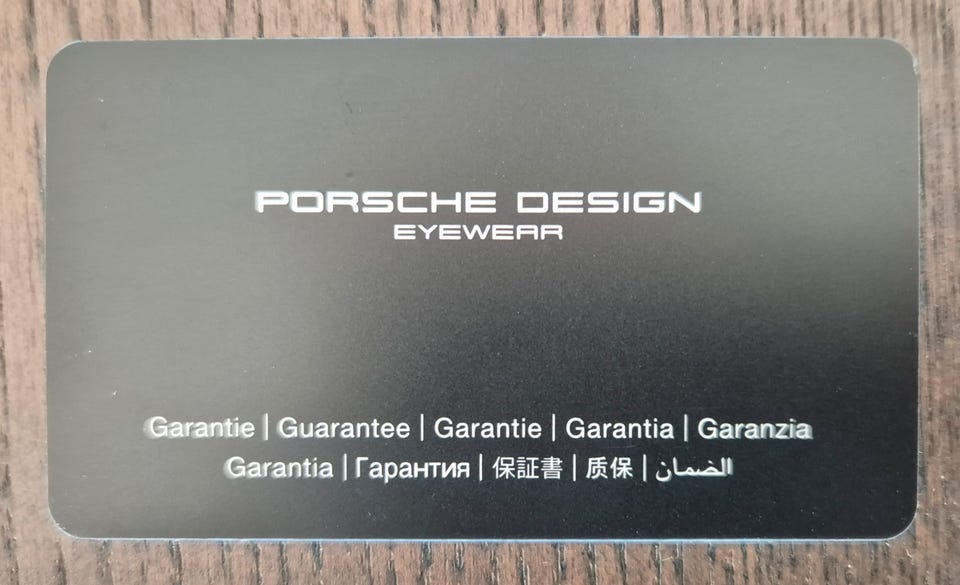 PORSCHE DESIGN
EYEWEAR
Garantie | Guarantee | Garantie | Garantia | Garanzia
Garantia | Гарантия | 保証書 | 质保 | الضمان